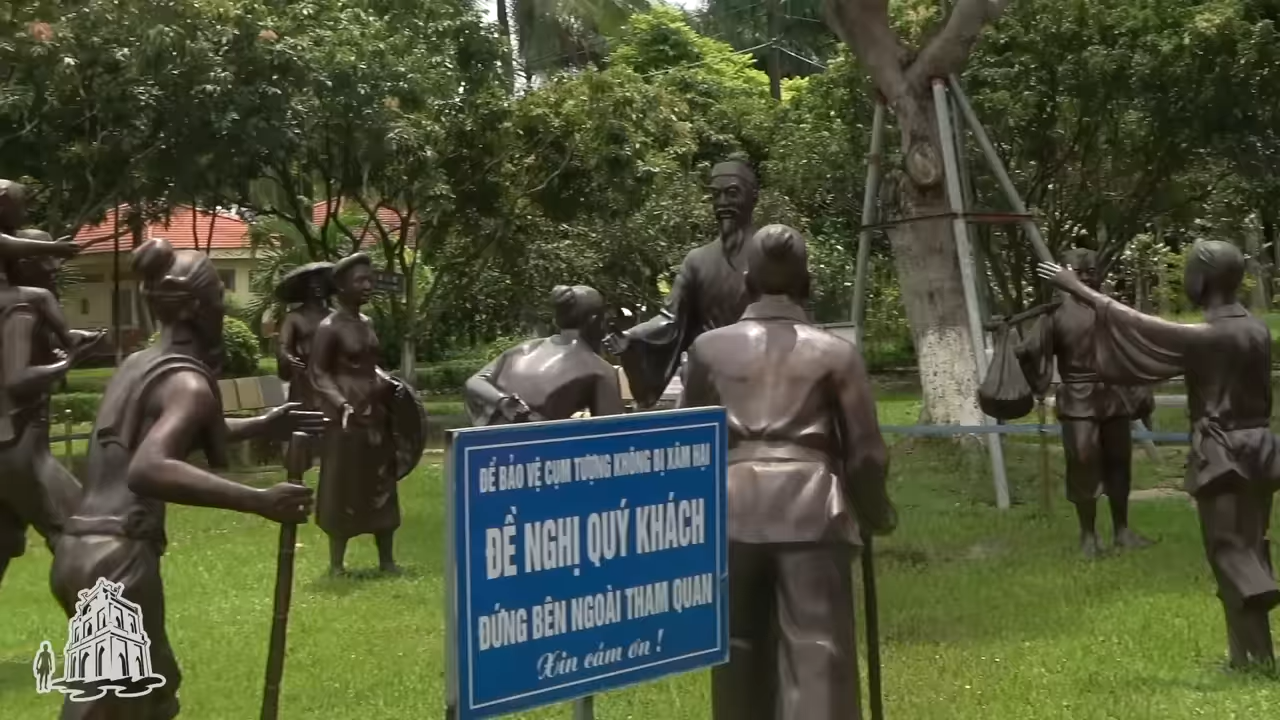 ĐỂ BẢO VỆ CỤM TƯỢNG KHÔNG BỊ XÂM HẠI
ĐỀ NGHỊ QUÝ KHÁCH
ĐỨNG BÊN NGOÀI THAM QUAN
Xin cám ơn !